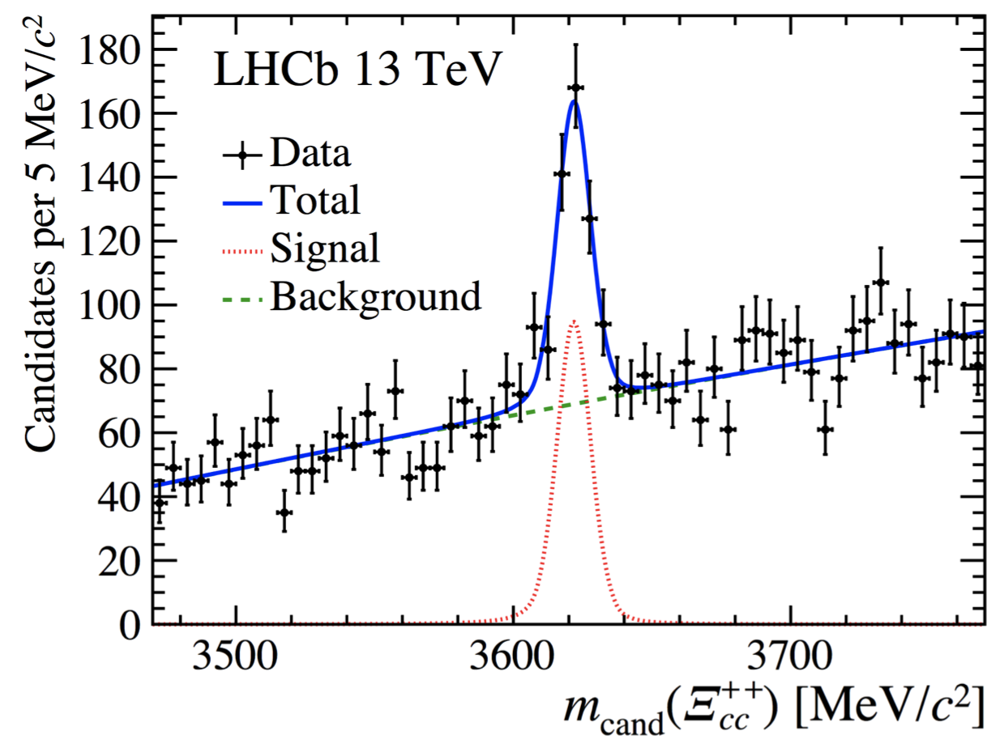 Candidates per 5 MeV/c²
180
160
140
120
100
80
60
40
20
0
LHCb 13 TeV
Data
Total
Signal
Background
3500 3600 3700
m_cand(Ξ_cc^++) [MeV/c²]